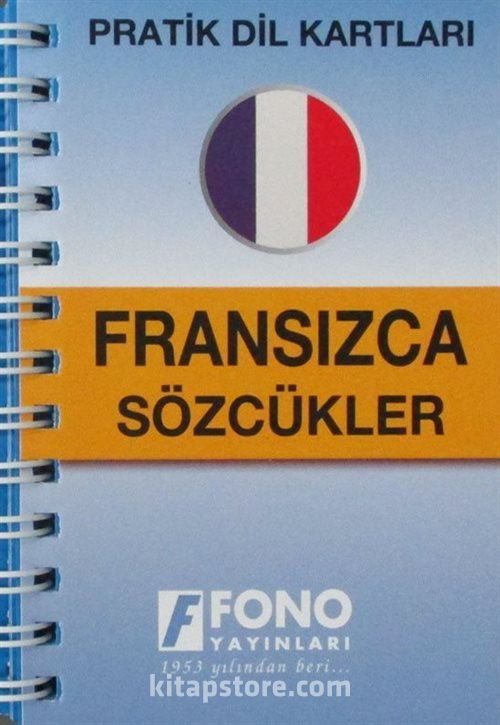 PRATİK DİL KARTLARI
FRANSIZCA
SÖZCÜKLER
F FONO
YAYINLARI
1953 yılından beri...
kitapstore.com